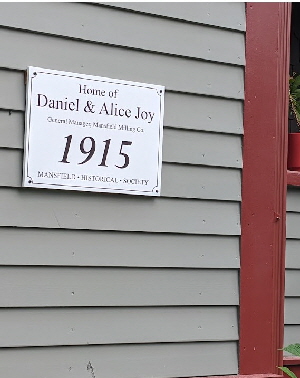 Home of
Daniel & Alice Joy
General Manager, Mansfield Milling Co.
1915
MANSFIELD • HISTORICAL • SOCIETY